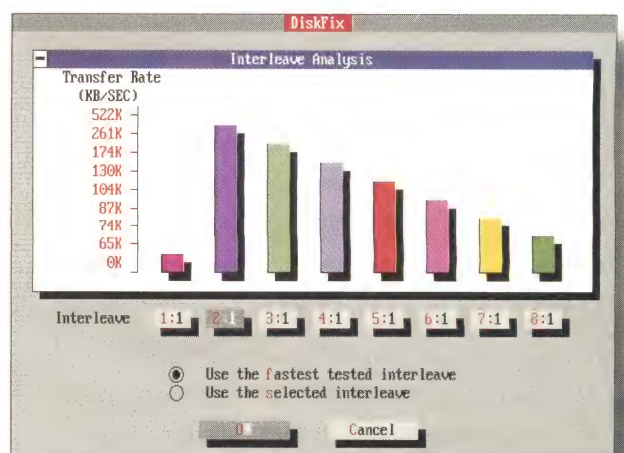 DiskFix
Interleave Analysis
Transfer Rate
(KB/SEC)
522K
261K
174K
130K
104K
87K
74K
65K
0K
Interleave 1:1 2:1 3:1 4:1 5:1 6:1 7:1 8:1
Use the fastest tested interleave
Use the selected interleave
Cancel